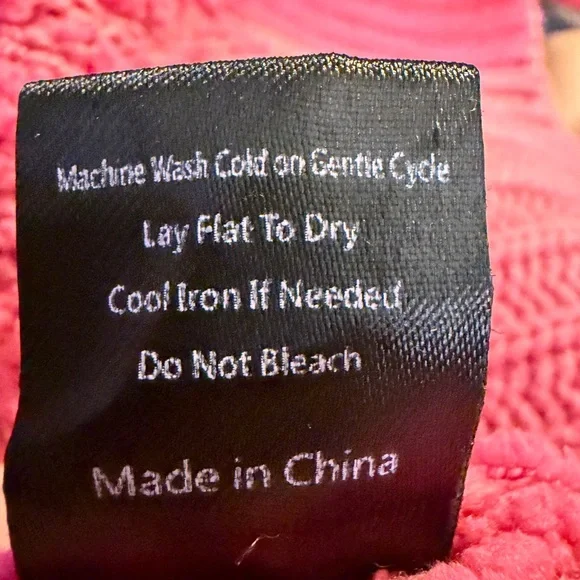 Machine Wash Cold on Gentle Cycle
Lay Flat To Dry
Cool Iron If Needed
Do Not Bleach
Made in China